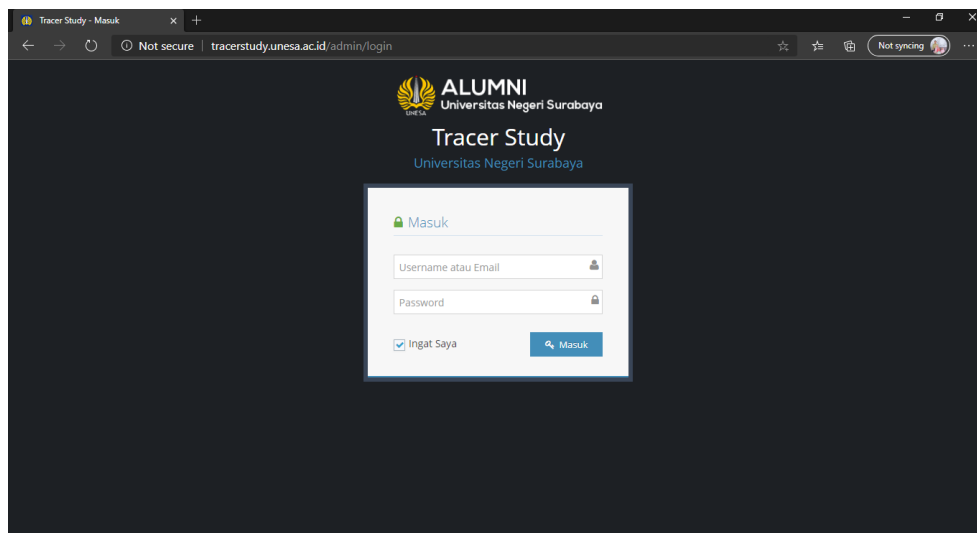 Tracer Study - Masuk
Not secure | tracerstudy.unesa.ac.id/admin/login
Not syncing
UNESA
ALUMNI
Universitas Negeri Surabaya
Tracer Study
Universitas Negeri Surabaya
Masuk
Username atau Email
Password
Ingat Saya
Masuk